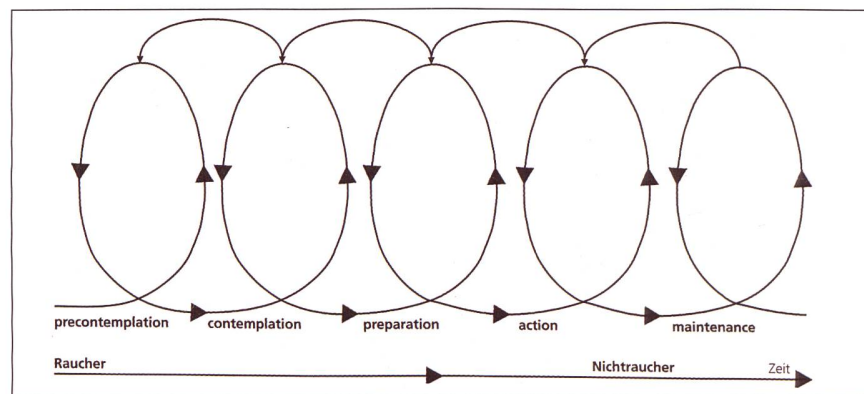 precontemplation contemplation preparation action maintenance
Raucher Nichtraucher Zeit